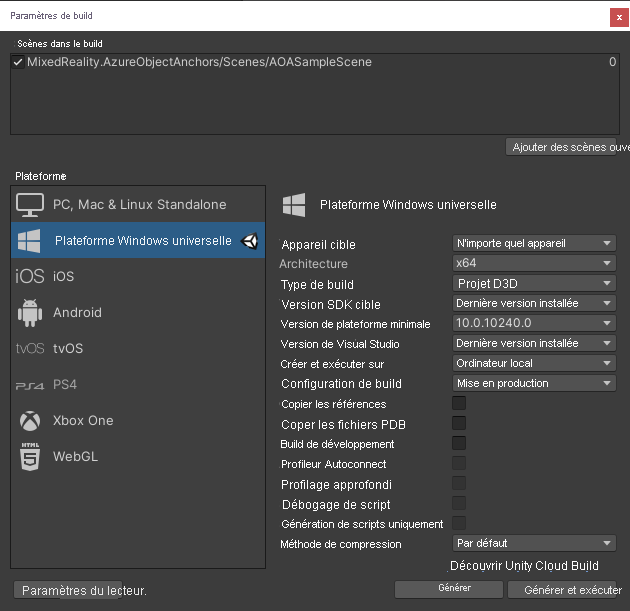 Paramètres de build
x
Scènes dans le build
MixedReality.AzureObjectAnchors/Scenes/AOASampleScene 0
Ajouter des scènes ouve
Plateforme
PC, Mac & Linux Standalone
Plateforme Windows universelle
iOS iOS
Android
tvOS tvOS
PS4 PS4
Xbox One
HTML 5 WebGL
Plateforme Windows universelle
Appareil cible N'importe quel appareil
Architecture x64
Type de build Projet D3D
Version SDK cible Dernière version installée
Version de plateforme minimale 10.0.10240.0
Version de Visual Studio Dernière version installée
Créer et exécuter sur Ordinateur local
Configuration de build Mise en production
Copier les références
Coper les fichiers PDB
Build de développement
Profileur Autoconnect
Profilage approfondi
Débogage de script
Génération de scripts uniquement
Méthode de compression Par défaut
Découvrir Unity Cloud Build
Paramètres du lecteur. Générer Générer et exécuter